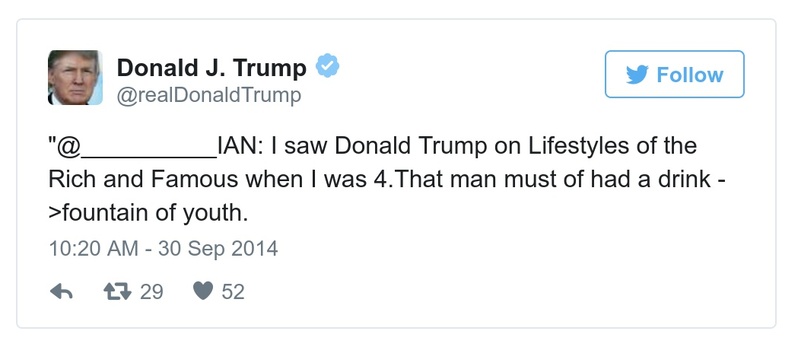 Donald J. Trump
@realDonaldTrump
Follow
"@__________IAN: I saw Donald Trump on Lifestyles of the
Rich and Famous when I was 4.That man must of had a drink -
>fountain of youth.
10:20 AM - 30 Sep 2014
29 52